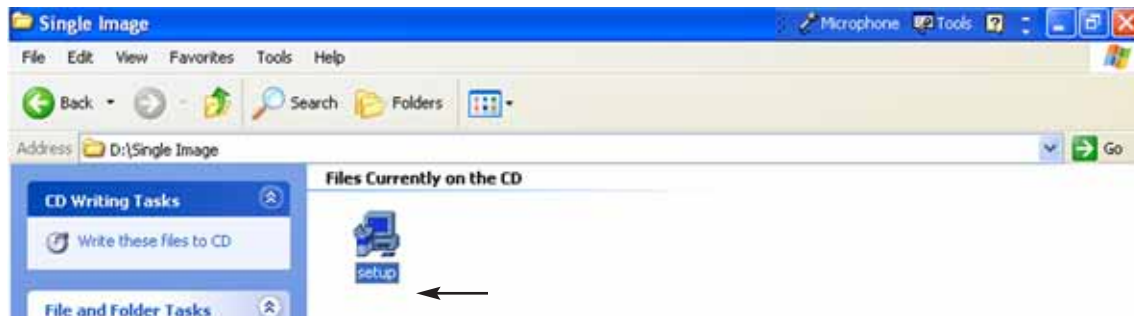 Single Image
Microphone Tools
File Edit View Favorites Tools Help
Back Search Folders
Address D:\Single Image Go
Files Currently on the CD
CD Writing Tasks
Write these files to CD
setup
File and Folder Tasks